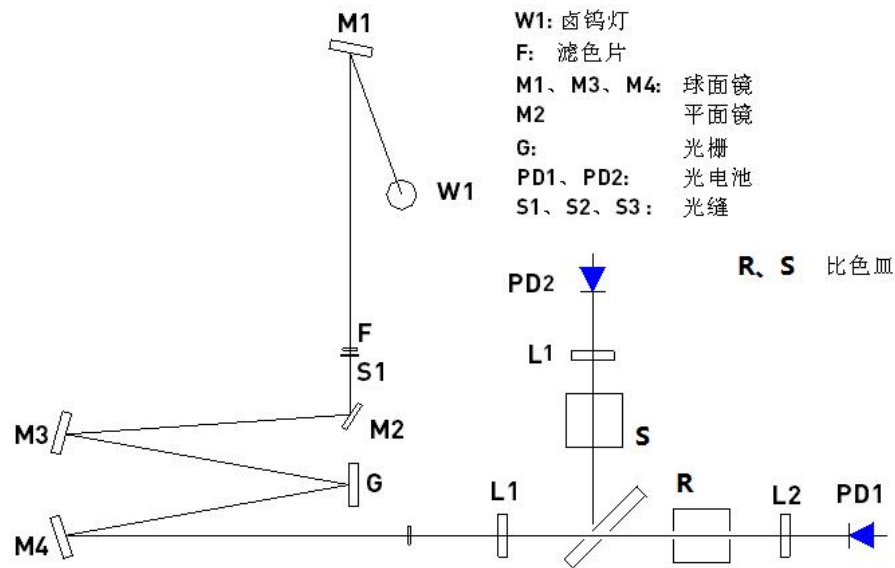 M1
W1: 卤钨灯
F: 滤色片
M1、M3、M4: 球面镜
M2 平面镜
G: 光栅
PD1、PD2: 光电池
S1、S2、S3: 光缝
W1
R、S 比色皿
PD2
F
L1
S1
M2
M3
S
G
L1
R
L2
PD1
M4